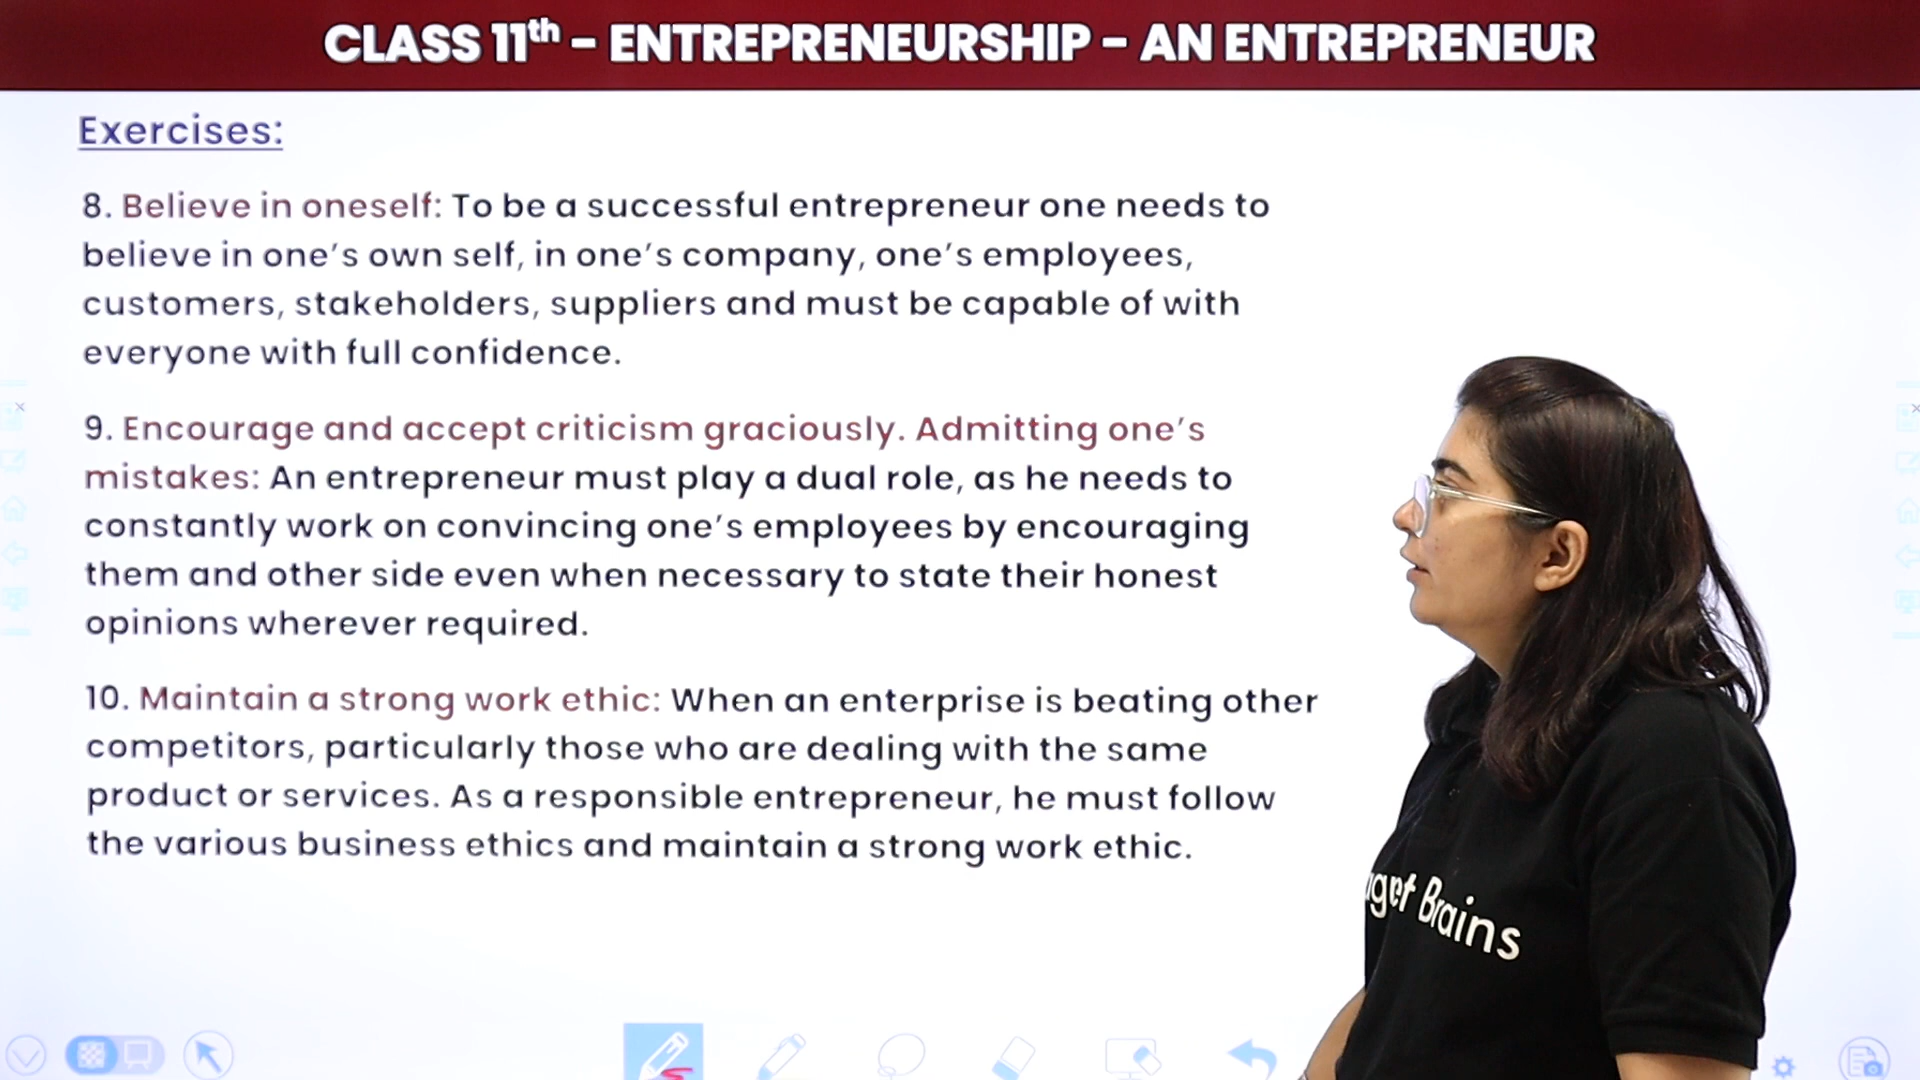 CLASS 11th - ENTREPRENEURSHIP - AN ENTREPRENEUR
Exercises:
8. Believe in oneself: To be a successful entrepreneur one needs to
believe in one's own self, in one's company, one's employees,
customers, stakeholders, suppliers and must be capable of with
everyone with full confidence.
9. Encourage and accept criticism graciously. Admitting one's
mistakes: An entrepreneur must play a dual role, as he needs to
constantly work on convincing one's employees by encouraging
them and other side even when necessary to state their honest
opinions wherever required.
10. Maintain a strong work ethic: When an enterprise is beating other
competitors, particularly those who are dealing with the same
product or services. As a responsible entrepreneur, he must follow
the various business ethics and maintain a strong work ethic.
Brains